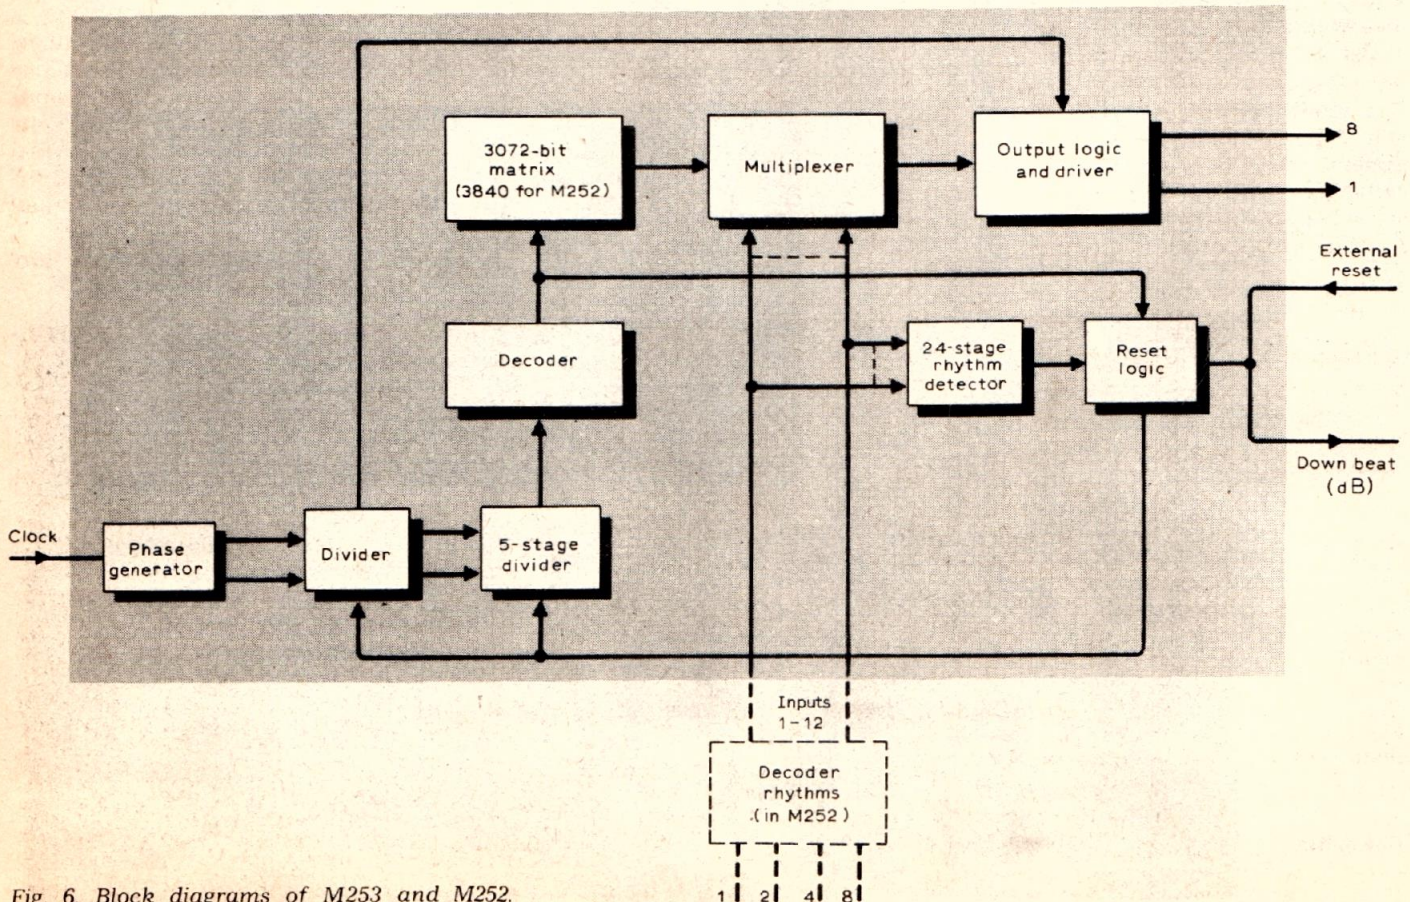 3072-bit
matrix
(3840 for M252)
Multiplexer
Output logic
and driver
8
1
External
reset
Decoder
24-stage
rhythm
detector
Reset
logic
Down beat
(dB)
Clock
Phase
generator
Divider
5-stage
divider
Inputs
1-12
Decoder
rhythms
(in M252)
1 2 4 8
Fig. 6. Block diagrams of M253 and M252.